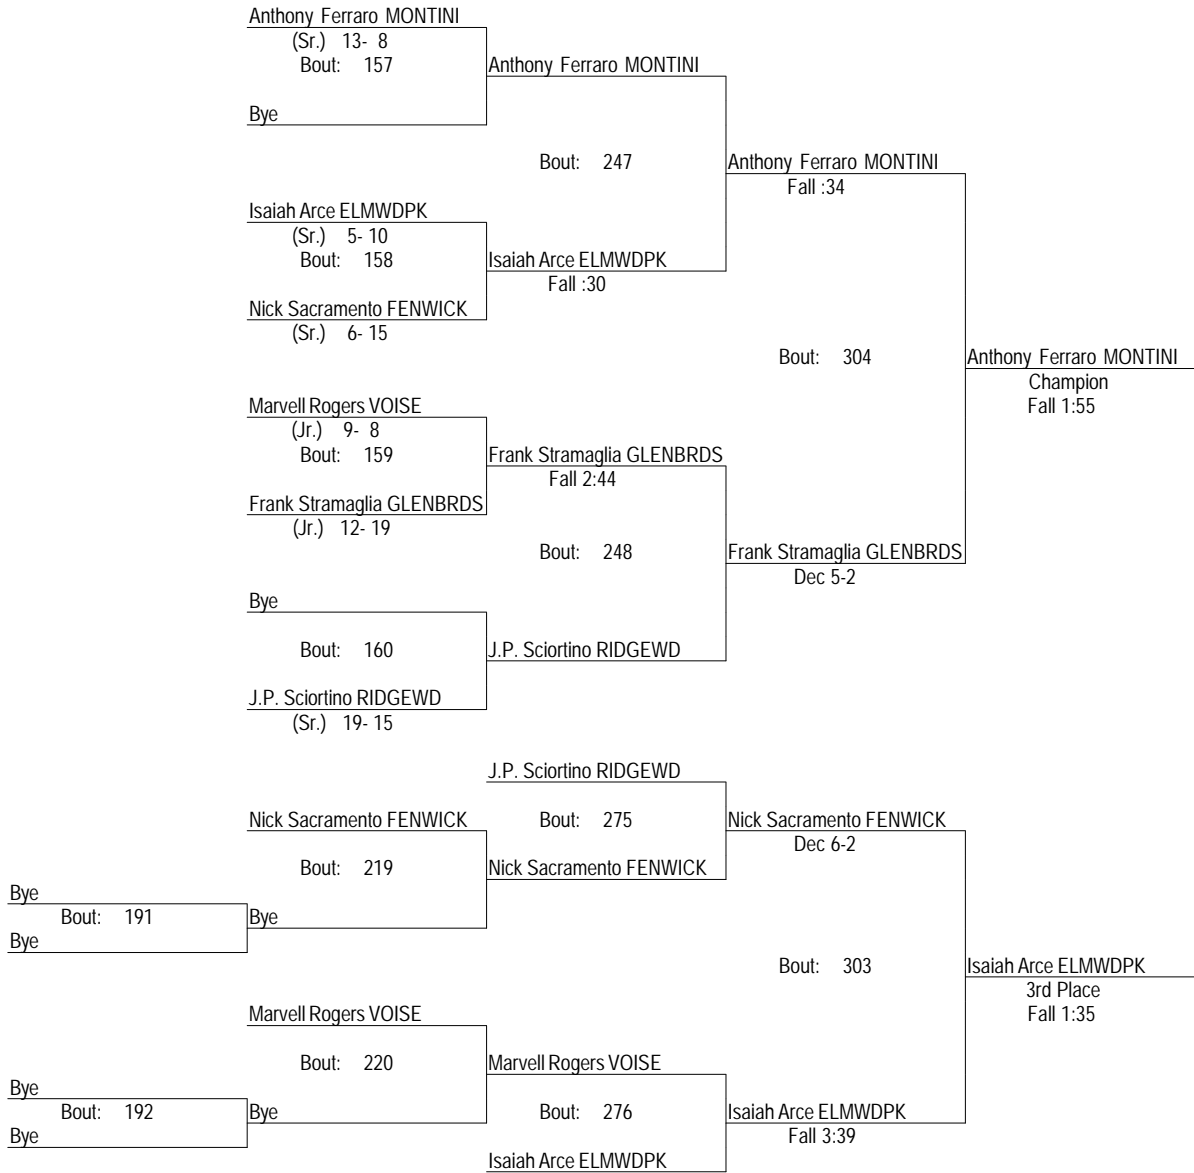 Anthony Ferraro MONTINI
(Sr.) 13- 8
Bout: 157
Anthony Ferraro MONTINI
Bye
Bout: 247
Anthony Ferraro MONTINI
Fall :34
Isaiah Arce ELMWDPK
(Sr.) 5- 10
Bout: 158
Isaiah Arce ELMWDPK
Fall :30
Nick Sacramento FENWICK
(Sr.) 6- 15
Bout: 304
Anthony Ferraro MONTINI
Champion
Fall 1:55
Marvell Rogers VOISE
(Jr.) 9- 8
Bout: 159
Frank Stramaglia GLENBRDS
Fall 2:44
Frank Stramaglia GLENBRDS
(Jr.) 12- 19
Bout: 248
Frank Stramaglia GLENBRDS
Dec 5-2
Bye
Bout: 160
J.P. Sciortino RIDGEWD
J.P. Sciortino RIDGEWD
(Sr.) 19- 15
J.P. Sciortino RIDGEWD
Nick Sacramento FENWICK
Bout: 275
Nick Sacramento FENWICK
Dec 6-2
Bout: 219
Nick Sacramento FENWICK
Bye
Bout: 191
Bye
Bye
Bout: 303
Isaiah Arce ELMWDPK
3rd Place
Fall 1:35
Marvell Rogers VOISE
Bout: 220
Marvell Rogers VOISE
Bye
Bout: 192
Bye
Bout: 276
Isaiah Arce ELMWDPK
Fall 3:39
Bye
Isaiah Arce ELMWDPK